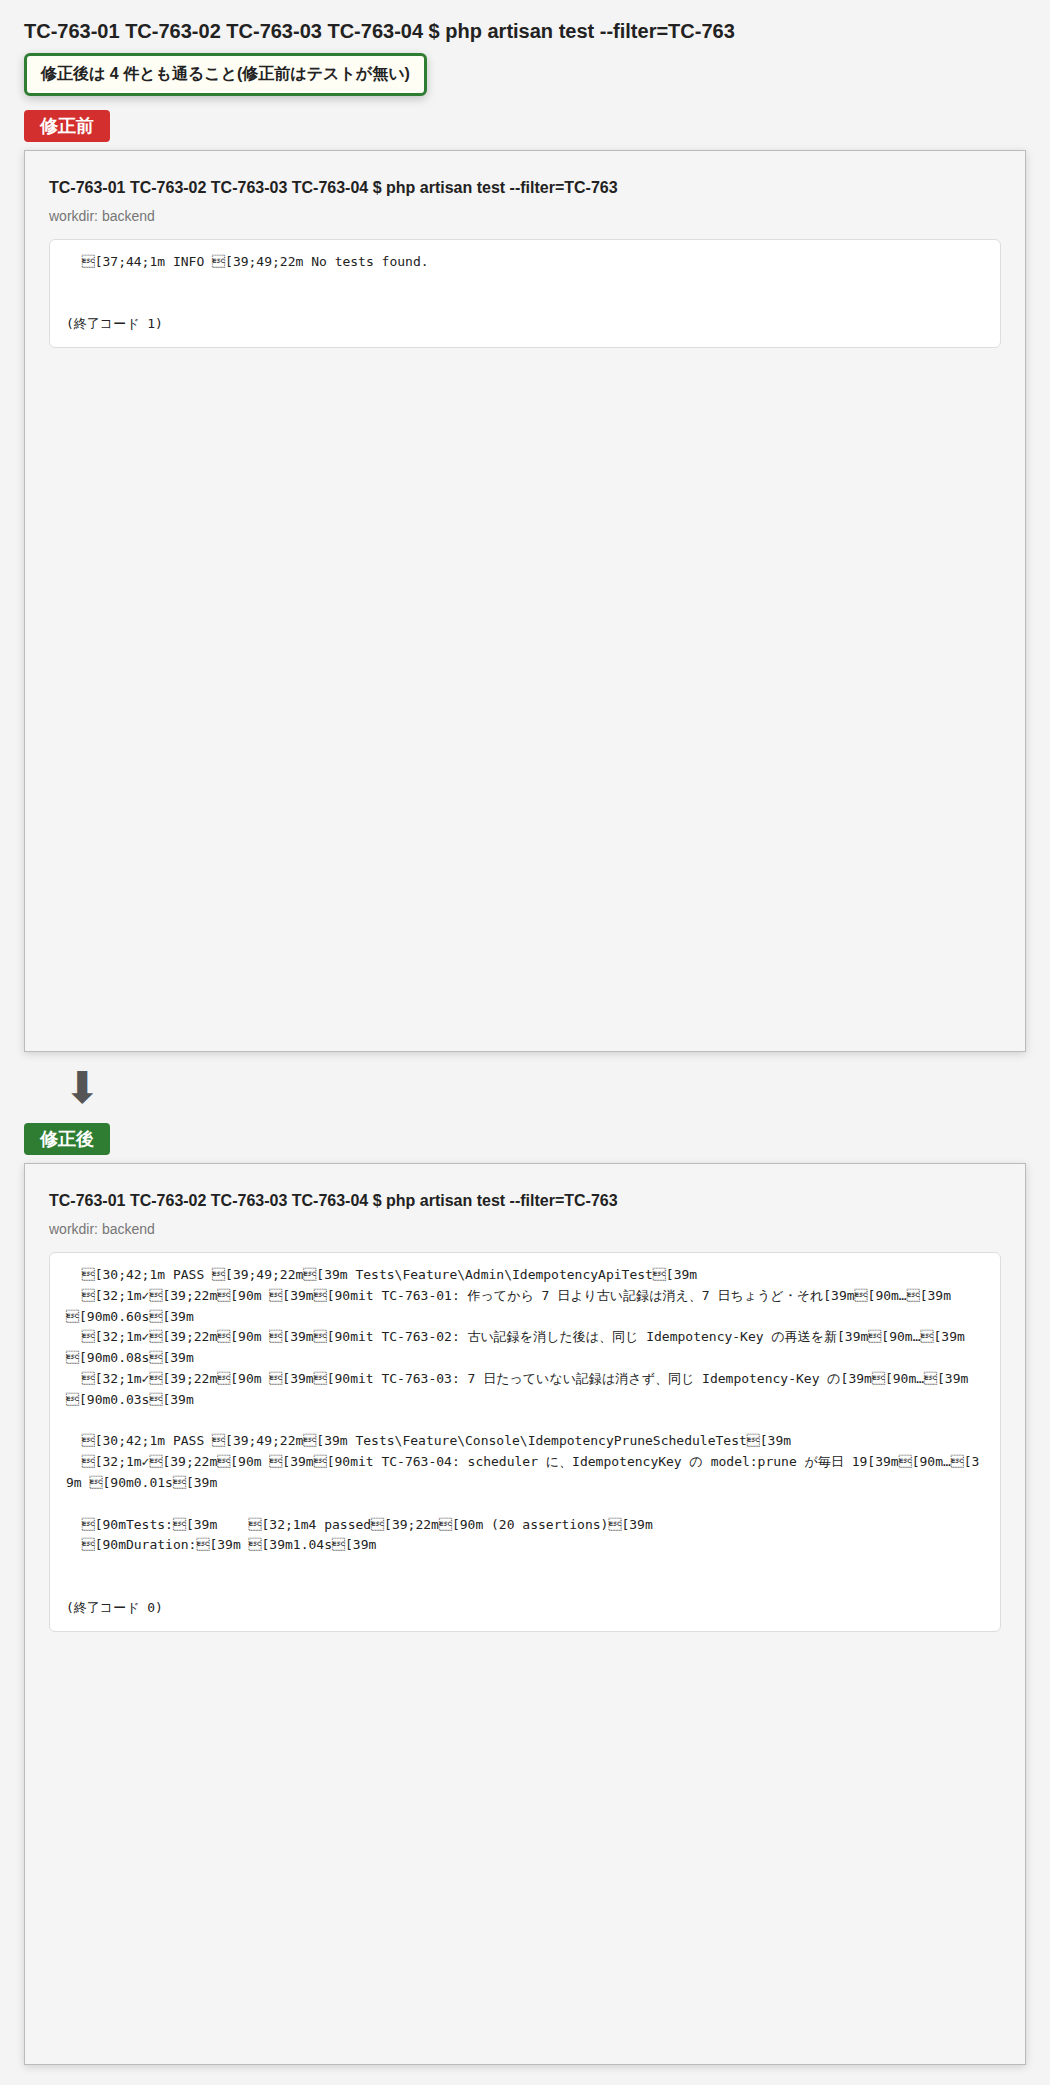 TC-763-01 TC-763-02 TC-763-03 TC-763-04 $ php artisan test --filter=TC-763
修正後は 4 件とも通ること(修正前はテストが無い)
修正前
TC-763-01 TC-763-02 TC-763-03 TC-763-04 $ php artisan test --filter=TC-763
workdir: backend
␛[37;44;1m INFO ␛[39;49;22m No tests found.
(終了コード 1)
⬇
修正後
TC-763-01 TC-763-02 TC-763-03 TC-763-04 $ php artisan test --filter=TC-763
workdir: backend
␛[30;42;1m PASS ␛[39;49;22m␛[39m Tests\Feature\Admin\IdempotencyApiTest␛[39m
␛[32;1m✓␛[39;22m␛[90m ␛[39m␛[90mit TC-763-01: 作ってから 7 日より古い記録は消え、7 日ちょうど・それ[39m␛[90m…␛[39m
␛[90m0.60s␛[39m
␛[32;1m✓␛[39;22m␛[90m ␛[39m␛[90mit TC-763-02: 古い記録を消した後は、同じ Idempotency-Key の再送を新[39m␛[90m…␛[39m
␛[90m0.08s␛[39m
␛[32;1m✓␛[39;22m␛[90m ␛[39m␛[90mit TC-763-03: 7 日たっていない記録は消さず、同じ Idempotency-Key の[39m␛[90m…␛[39m
␛[90m0.03s␛[39m
␛[30;42;1m PASS ␛[39;49;22m␛[39m Tests\Feature\Console\IdempotencyPruneScheduleTest␛[39m
␛[32;1m✓␛[39;22m␛[90m ␛[39m␛[90mit TC-763-04: scheduler に、IdempotencyKey の model:prune が毎日 19[39m␛[90m…␛[3
9m ␛[90m0.01s␛[39m
␛[90mTests:␛[39m    ␛[32;1m4 passed␛[39;22m␛[90m (20 assertions)␛[39m
␛[90mDuration:␛[39m ␛[39m1.04s␛[39m
(終了コード 0)